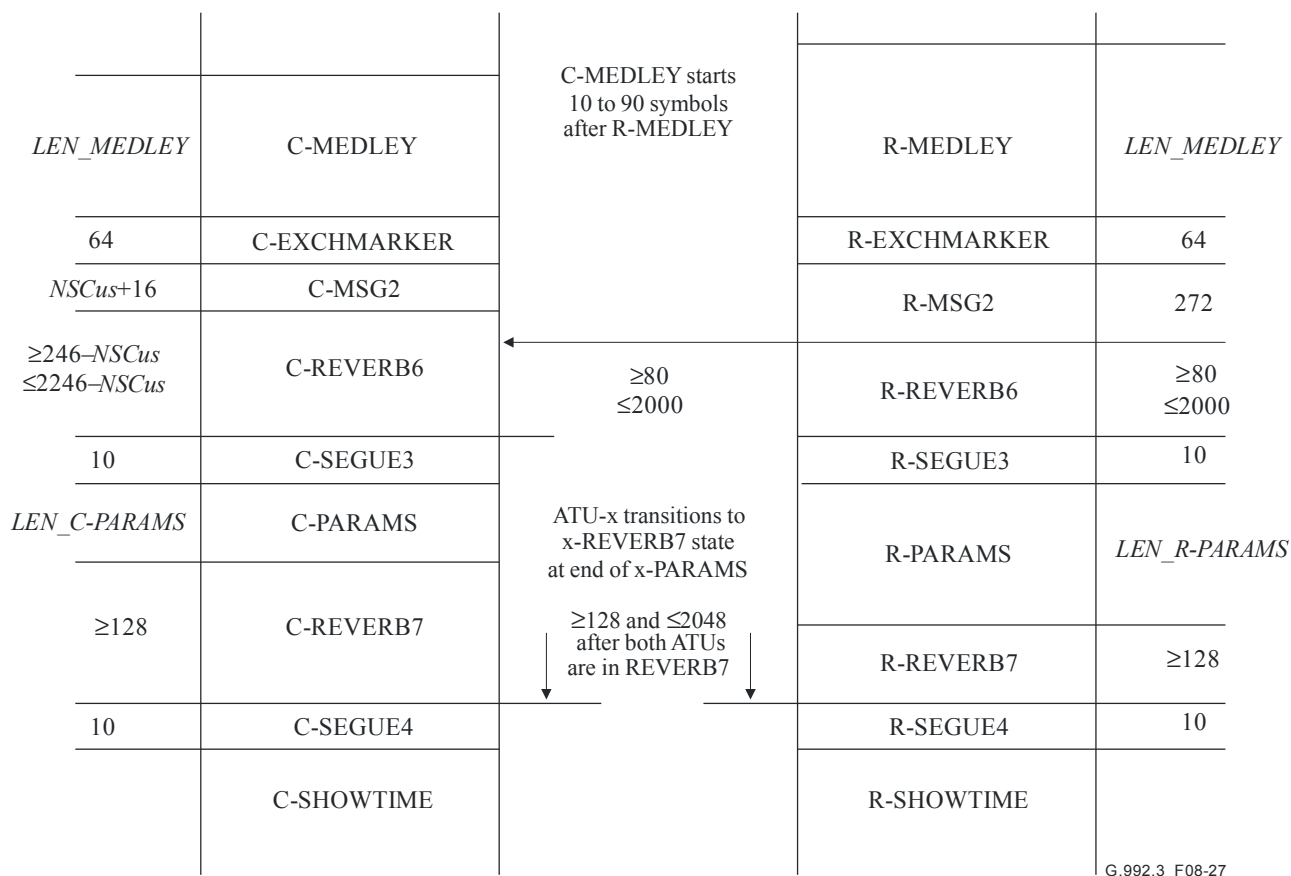 C-MEDLEY starts
10 to 90 symbols
after R-MEDLEY
LEN_MEDLEY
C-MEDLEY
R-MEDLEY
LEN_MEDLEY
64
C-EXCHMARKER
R-EXCHMARKER
64
NSCus+16
C-MSG2
R-MSG2
272
≥246–NSCus
≤2246–NSCus
C-REVERB6
≥80
≤2000
R-REVERB6
≥80
≤2000
10
C-SEGUE3
R-SEGUE3
10
LEN_C-PARAMS
C-PARAMS
ATU-x transitions to
x-REVERB7 state
at end of x-PARAMS
R-PARAMS
LEN_R-PARAMS
≥128
C-REVERB7
≥128 and ≤2048
after both ATUs
are in REVERB7
R-REVERB7
≥128
10
C-SEGUE4
R-SEGUE4
10
C-SHOWTIME
R-SHOWTIME
G.992.3_F08-27